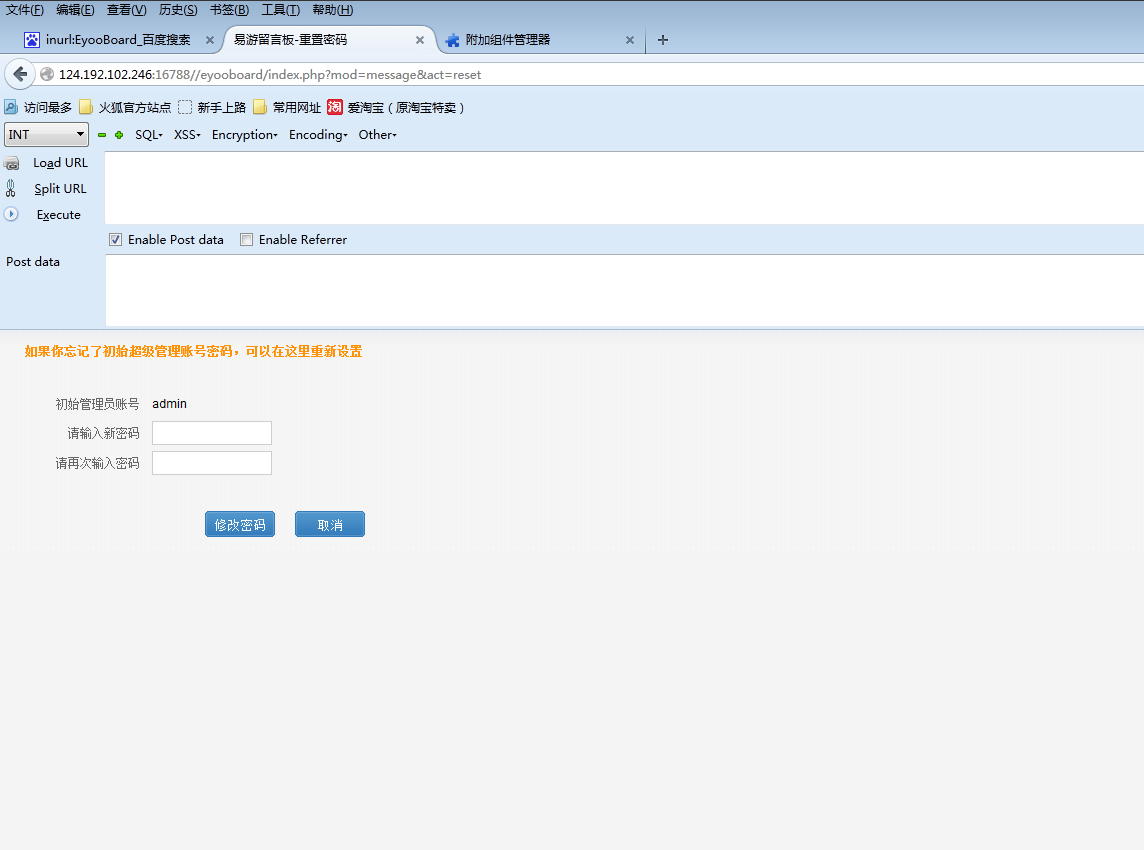 文件(F) 编辑(E) 查看(V) 历史(S) 书签(B) 工具(T) 帮助(H)
inurl:EyooBoard_百度搜索 × 易游留言板-重置密码 × 附加组件管理器 × +
124.192.102.246:16788//eyooboard/index.php?mod=message&act=reset
访问最多 火狐官方站点 新手上路 常用网址 淘 爱淘宝（原淘宝特卖）
INT SQL XSS Encryption Encoding Other
Load URL
Split URL
Execute
Enable Post data Enable Referrer
Post data
如果你忘记了初始超级管理账号密码，可以在这里重新设置
初始管理员账号 admin
请输入新密码
请再次输入密码
修改密码 取消